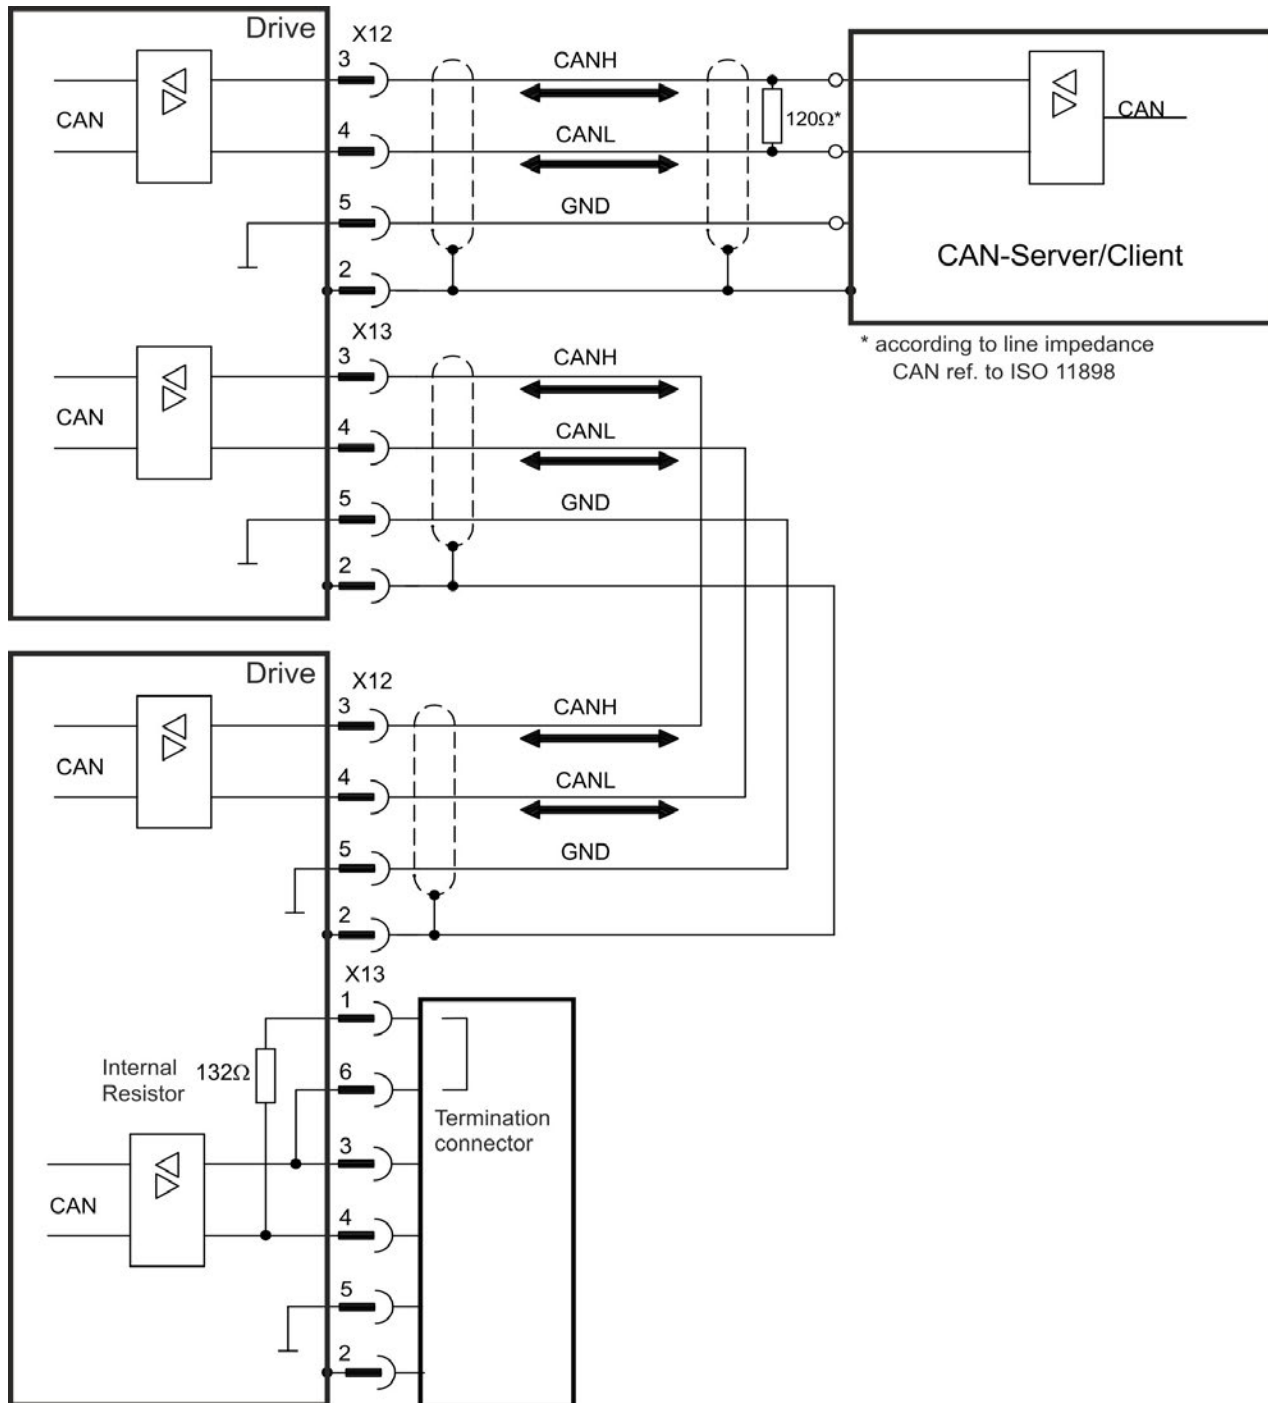 Drive
X12
3
CANH
CAN
120Ω*
CAN
4
CANL
5
GND
CAN-Server/Client
2
* according to line impedance
CAN ref. to ISO 11898
X13
3
CANH
CAN
4
CANL
5
GND
2
Drive
X12
3
CANH
CAN
4
CANL
5
GND
2
X13
1
Internal
Resistor
132Ω
6
Termination
connector
3
CAN
4
5
2